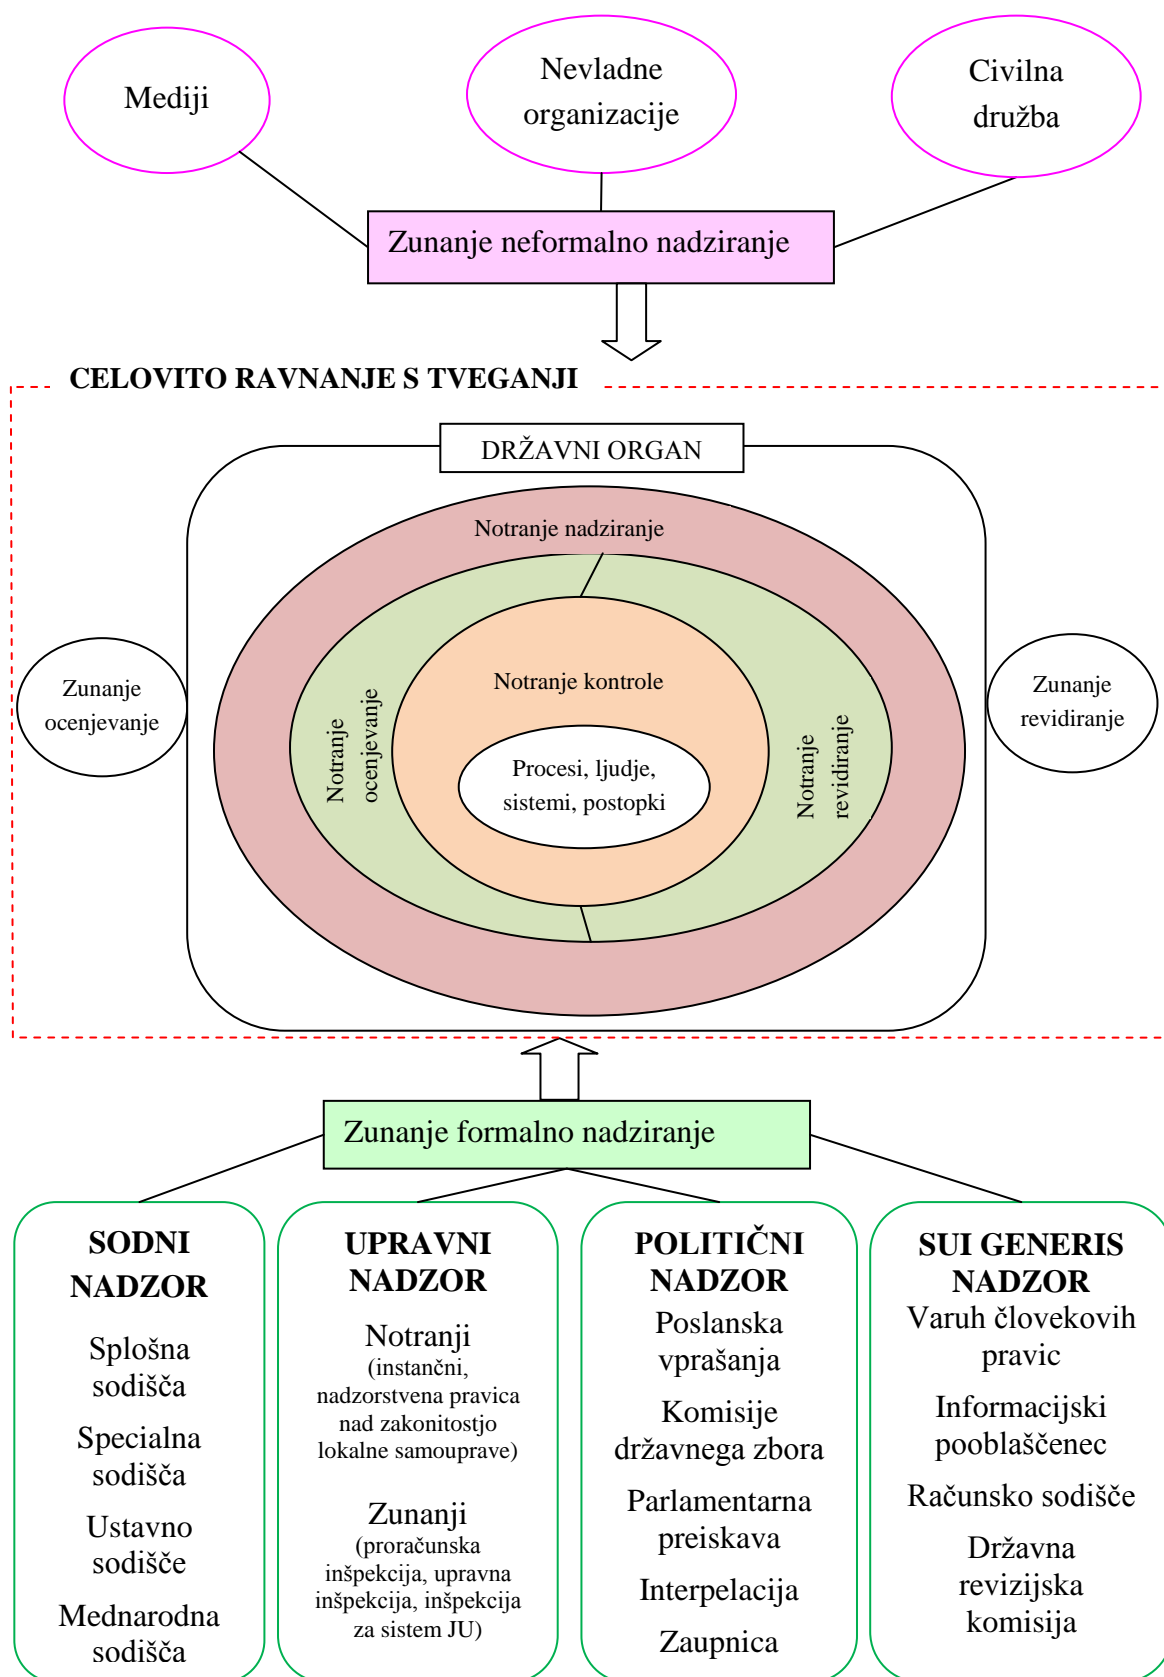 Mediji
Nevladne
organizacije
Civilna
družba
Zunanje neformalno nadziranje
CELOVITO RAVNANJE S TVEGANJI
DRŽAVNI ORGAN
Notranje nadziranje
Zunanje
ocenjevanje
Notranje
ocenjevanje
Notranje kontrole
Procesi, ljudje,
sistemi, postopki
Notranje
revidiranje
Zunanje
revidiranje
Zunanje formalno nadziranje
SODNI
NADZOR
Splošna
sodišča
Specialna
sodišča
Ustavno
sodišče
Mednarodna
sodišča
UPRAVNI
NADZOR
Notranji
(instančni,
nadzorstvena pravica
nad zakonitostjo
lokalne samouprave)
Zunanji
(proračunska
inšpekcija, upravna
inšpekcija, inšpekcija
za sistem JU)
POLITIČNI
NADZOR
Poslanska
vprašanja
Komisije
državnega zbora
Parlamentarna
preiskava
Interpelacija
Zaupnica
SUI GENERIS
NADZOR
Varuh človekovih
pravic
Informacijski
pooblaščenec
Računsko sodišče
Državna
revizijska
komisija